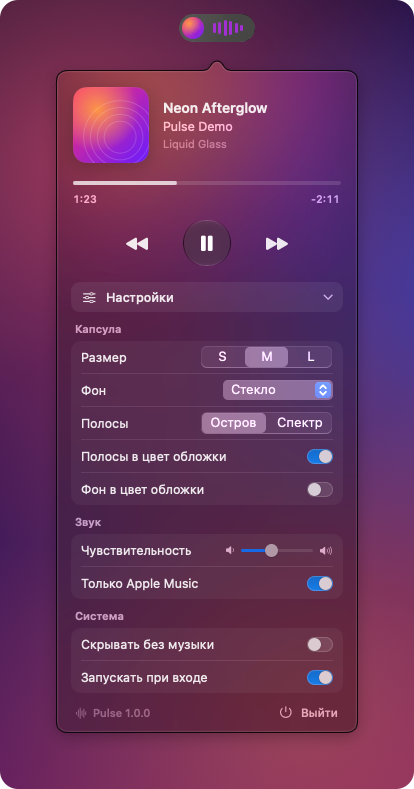 Neon Afterglow
Pulse Demo
Liquid Glass
1:23 -2:11
Настройки
Капсула
Размер S M L
Фон Стекло
Полосы Остров Спектр
Полосы в цвет обложки
Фон в цвет обложки
Звук
Чувствительность
Только Apple Music
Система
Скрывать без музыки
Запускать при входе
Pulse 1.0.0 Выйти